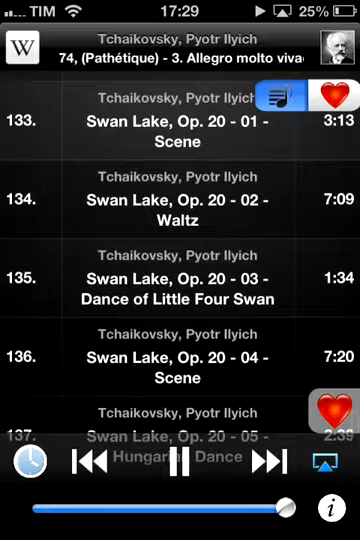 TIM 17:29 25%
W
Tchaikovsky, Pyotr Ilyich
74, (Pathétique) - 3. Allegro molto viva
Tchaikovsky, Pyotr Ilyich
133. Swan Lake, Op. 20 - 01 - 3:13
Scene
Tchaikovsky, Pyotr Ilyich
134. Swan Lake, Op. 20 - 02 - 7:09
Waltz
Tchaikovsky, Pyotr Ilyich
135. Swan Lake, Op. 20 - 03 - 1:34
Dance of Little Four Swan
Tchaikovsky, Pyotr Ilyich
136. Swan Lake, Op. 20 - 04 - 7:20
Scene
Tchaikovsky, Pyotr Ilyich
137. Swan Lake, Op. 20 - 05 - 2:39
Hungarian Dance
i